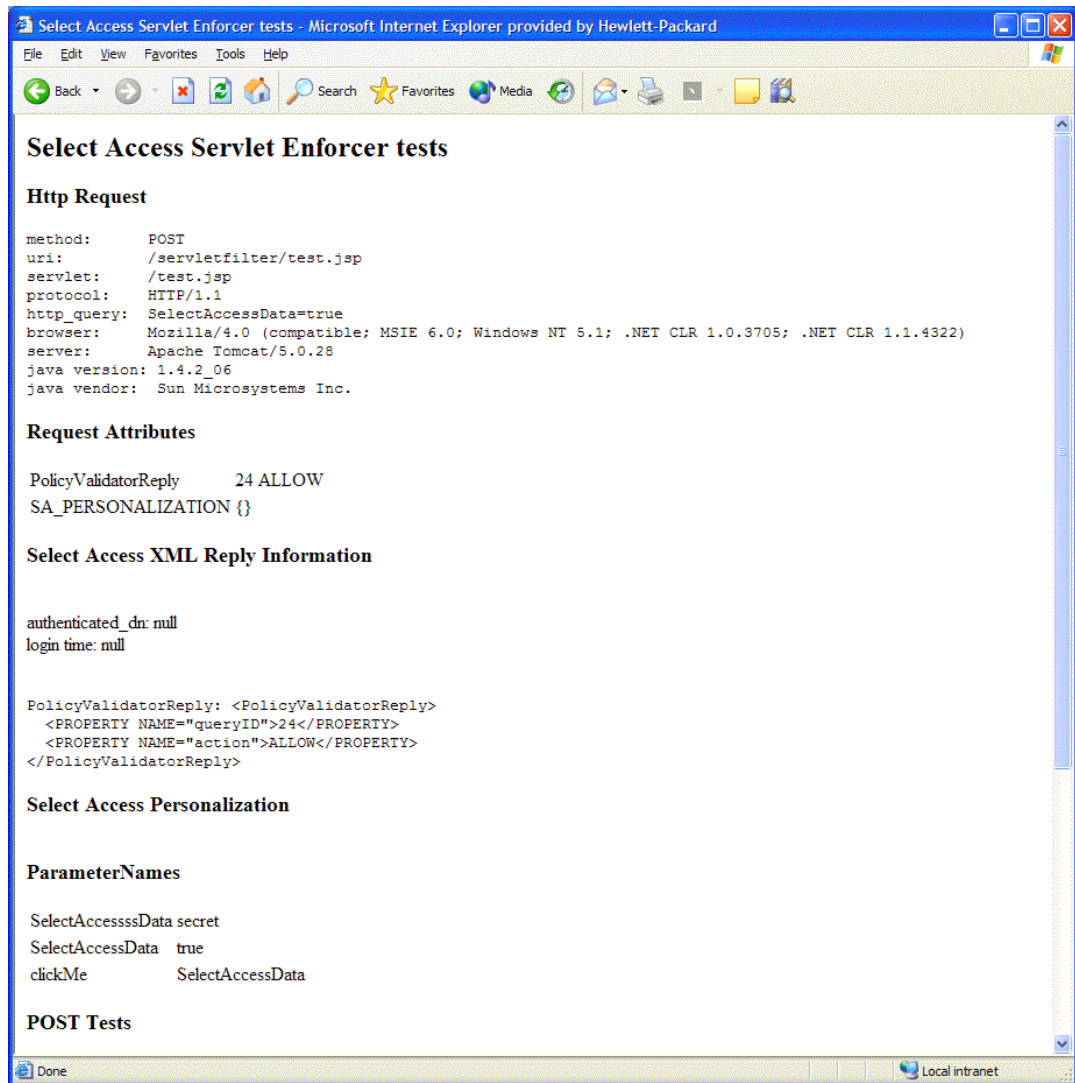 Select Access Servlet Enforcer tests - Microsoft Internet Explorer provided by Hewlett-Packard
File Edit View Favorites Tools Help
Back Search Favorites Media
Select Access Servlet Enforcer tests
Http Request
method: POST
uri: /servletfilter/test.jsp
servlet: /test.jsp
protocol: HTTP/1.1
http_query: SelectAccessData=true
browser: Mozilla/4.0 (compatible; MSIE 6.0; Windows NT 5.1; .NET CLR 1.0.3705; .NET CLR 1.1.4322)
server: Apache Tomcat/5.0.28
java version: 1.4.2_06
java vendor: Sun Microsystems Inc.
Request Attributes
PolicyValidatorReply 24 ALLOW
SA_PERSONALIZATION {}
Select Access XML Reply Information
authenticated_dn: null
login time: null
PolicyValidatorReply: <PolicyValidatorReply>
<PROPERTY NAME="queryID">24</PROPERTY>
<PROPERTY NAME="action">ALLOW</PROPERTY>
</PolicyValidatorReply>
Select Access Personalization
ParameterNames
SelectAccessssData secret
SelectAccessData true
clickMe SelectAccessData
POST Tests
Done Local intranet